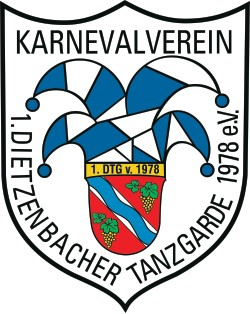 KARNEVALVEREIN
1. DIETZENBACHER TANZGARDE 1978 e.V.
1. DTG v. 1978